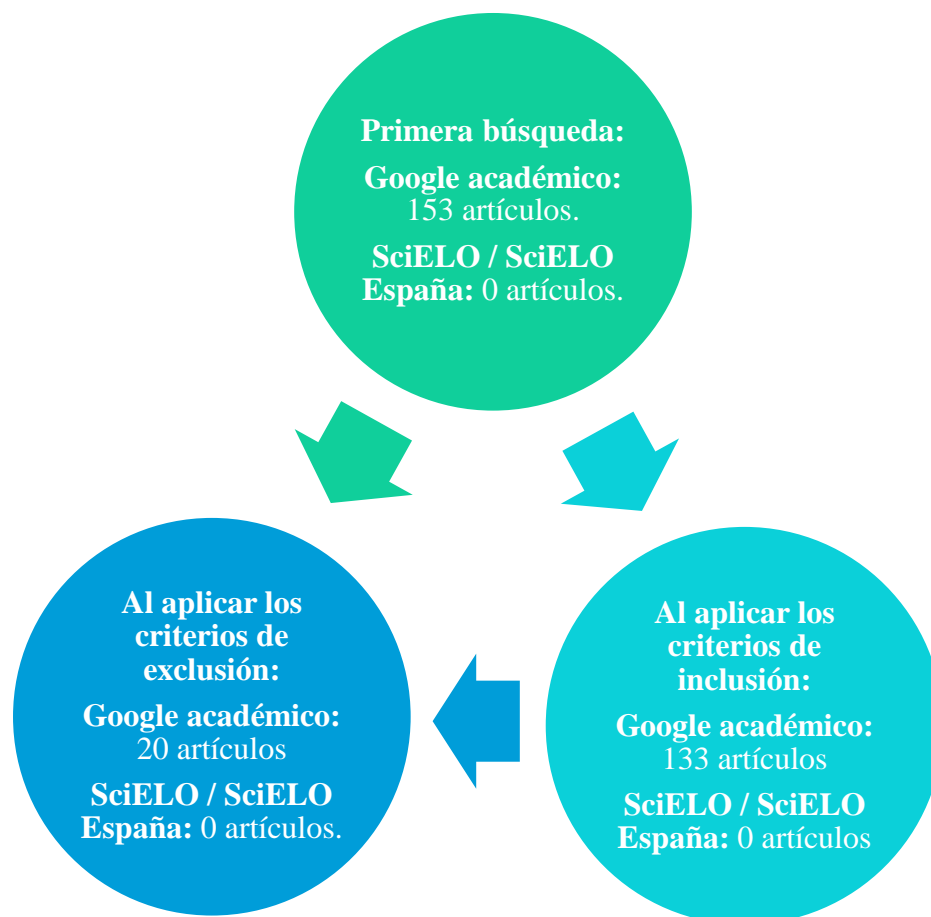 Primera búsqueda:
Google académico:
153 artículos.
SciELO / SciELO
España: 0 artículos.
Al aplicar los
criterios de
exclusión:
Google académico:
20 artículos
SciELO / SciELO
España: 0 artículos.
Al aplicar los
criterios de
inclusión:
Google académico:
133 artículos
SciELO / SciELO
España: 0 artículos